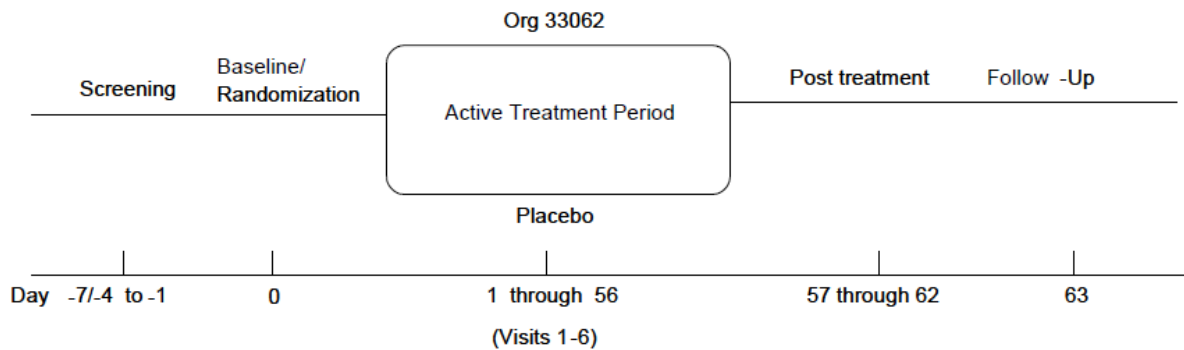 Org 33062
Baseline/
Screening Randomization Post treatment Follow -Up
Active Treatment Period
Placebo
Day -7/-4 to -1 0 1 through 56 57 through 62 63
(Visits 1-6)